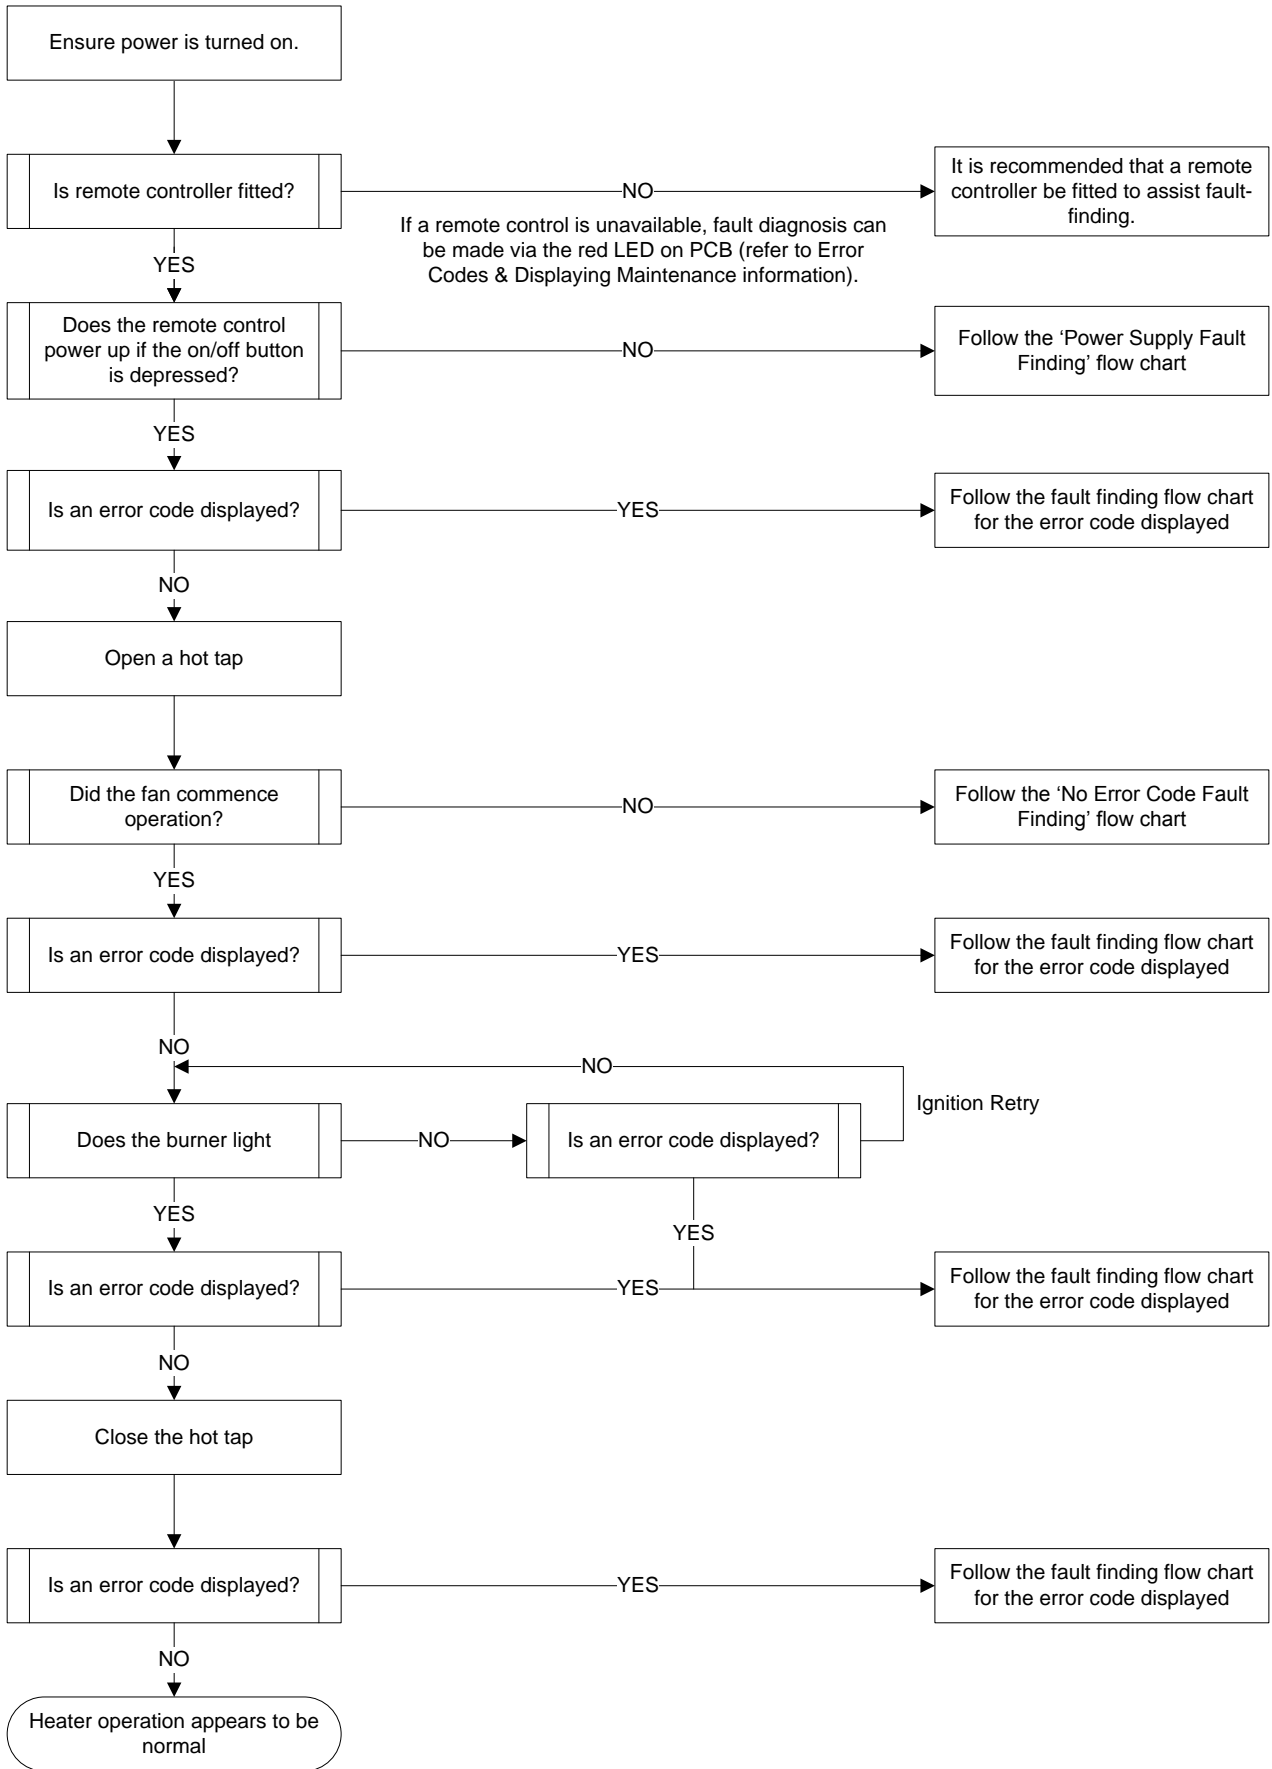 Ensure power is turned on.
Is remote controller fitted?
NO
It is recommended that a remote
controller be fitted to assist fault-
finding.
If a remote control is unavailable, fault diagnosis can
be made via the red LED on PCB (refer to Error
Codes & Displaying Maintenance information).
YES
Does the remote control
power up if the on/off button
is depressed?
NO
Follow the ‘Power Supply Fault
Finding’ flow chart
YES
Is an error code displayed?
YES
Follow the fault finding flow chart
for the error code displayed
NO
Open a hot tap
Did the fan commence
operation?
NO
Follow the ‘No Error Code Fault
Finding’ flow chart
YES
Is an error code displayed?
YES
Follow the fault finding flow chart
for the error code displayed
NO
NO
Ignition Retry
Does the burner light
NO
Is an error code displayed?
YES
YES
Is an error code displayed?
YES
Follow the fault finding flow chart
for the error code displayed
NO
Close the hot tap
Is an error code displayed?
YES
Follow the fault finding flow chart
for the error code displayed
NO
Heater operation appears to be
normal